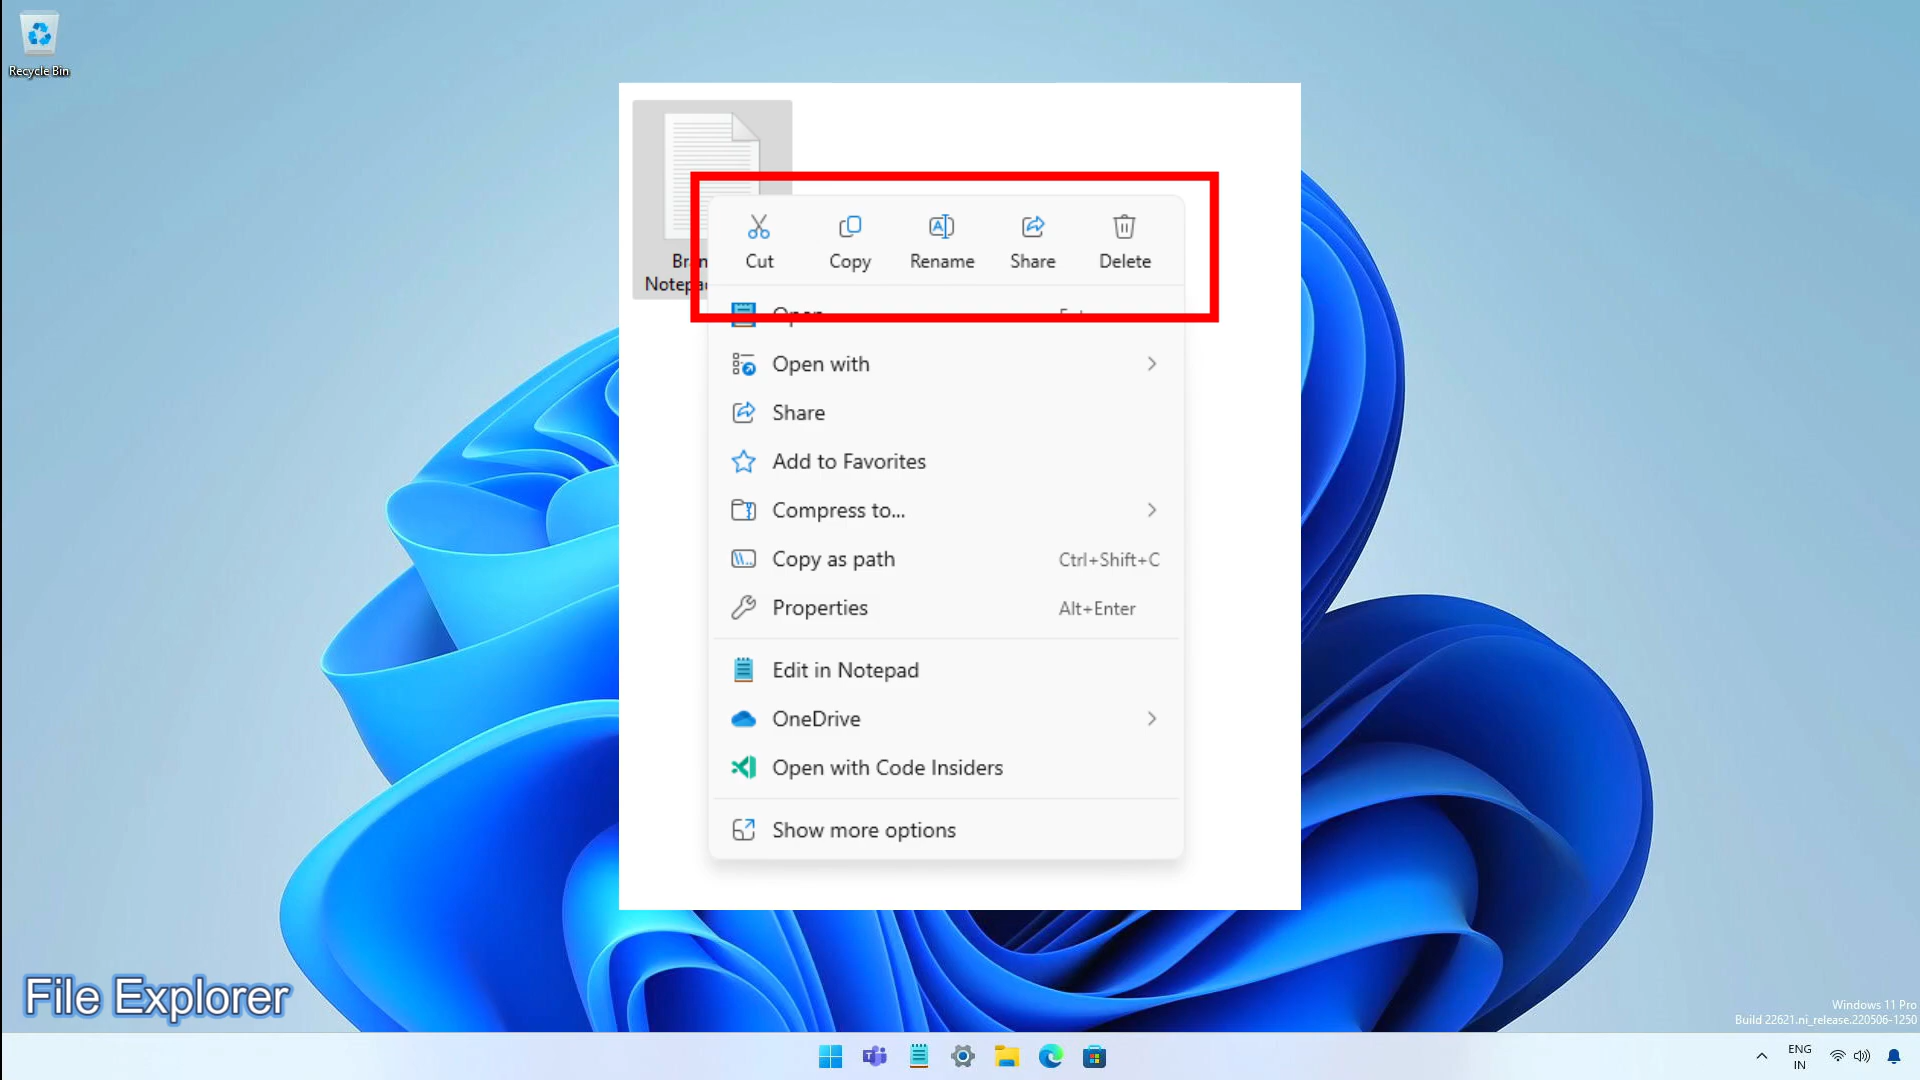 Recycle Bin
Cut
Copy
Rename
Share
Delete
Open
Open with
Share
Add to Favorites
Compress to...
Copy as path Ctrl+Shift+C
Properties Alt+Enter
Edit in Notepad
OneDrive
Open with Code Insiders
Show more options
File Explorer
Windows 11 Pro
Build 22621.ni_release.220506-1250
ENG
IN